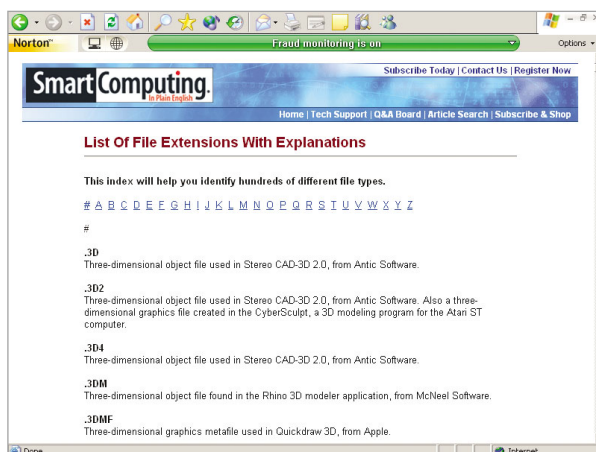 Norton™
Fraud monitoring is on
Options
Subscribe Today | Contact Us | Register Now
Smart Computing.
In Plain English
Home | Tech Support | Q&A Board | Article Search | Subscribe & Shop
List Of File Extensions With Explanations
This index will help you identify hundreds of different file types.
# A B C D E F G H I J K L M N O P Q R S T U V W X Y Z
#
.3D
Three-dimensional object file used in Stereo CAD-3D 2.0, from Antic Software.
.3D2
Three-dimensional object file used in Stereo CAD-3D 2.0, from Antic Software. Also a three-
dimensional graphics file created in the CyberSculpt, a 3D modeling program for the Atari ST
computer.
.3D4
Three-dimensional object file used in Stereo CAD-3D 2.0, from Antic Software.
.3DM
Three-dimensional object file found in the Rhino 3D modeler application, from McNeel Software.
.3DMF
Three-dimensional graphics metafile used in Quickdraw 3D, from Apple.
Done
Internet